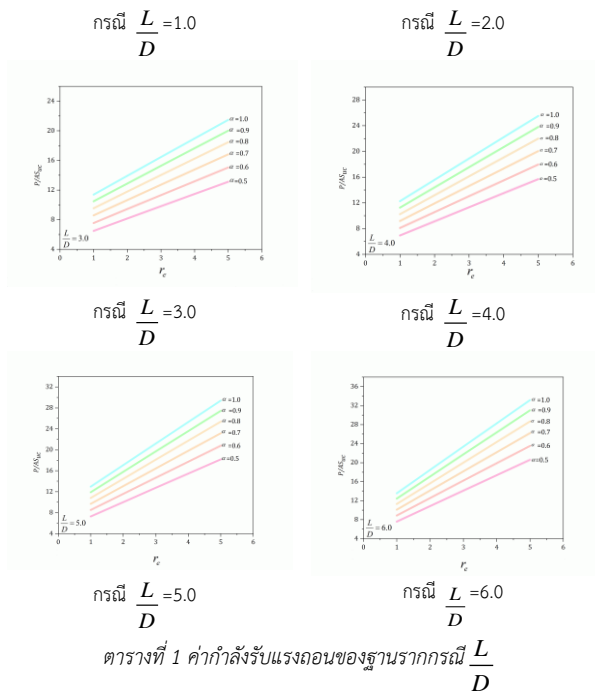 กรณี L/D =1.0
กรณี L/D =2.0
24
20
16
12
8
4
P/AS_uc
α=1.0
α=0.9
α=0.8
α=0.7
α=0.6
α=0.5
L/D = 3.0
0 1 2 3 4 5 6
r_e
28
24
20
16
12
8
4
P/AS_uc
α=1.0
α=0.9
α=0.8
α=0.7
α=0.6
α=0.5
L/D = 4.0
0 1 2 3 4 5 6
r_e
กรณี L/D =3.0
กรณี L/D =4.0
32
28
24
20
16
12
8
4
P/AS_uc
α=1.0
α=0.9
α=0.8
α=0.7
α=0.6
α=0.5
L/D = 5.0
0 1 2 3 4 5 6
r_e
36
32
28
24
20
16
12
8
4
P/AS_uc
α=1.0
α=0.9
α=0.8
α=0.7
α=0.6
α=0.5
L/D = 6.0
0 1 2 3 4 5 6
r_e
กรณี L/D =5.0
กรณี L/D =6.0
ตารางที่ 1 ค่ากำลังรับแรงถอนของฐานรากกรณี L/D